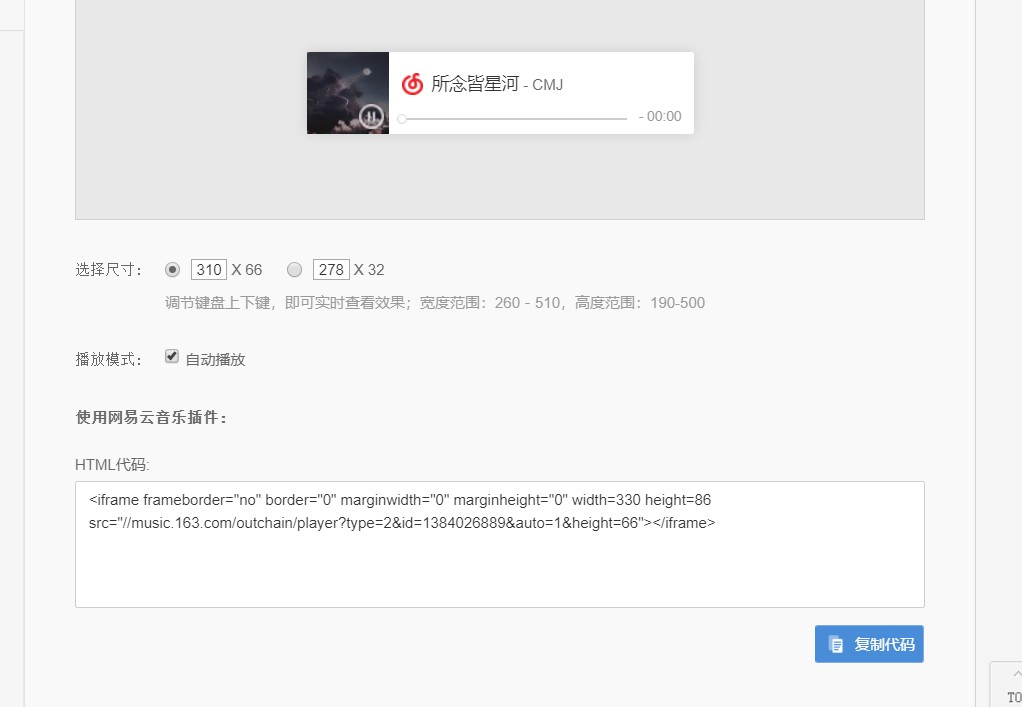 所念皆星河 - CMJ
- 00:00
选择尺寸： 310 X 66 278 X 32
调节键盘上下键，即可实时查看效果；宽度范围：260 - 510，高度范围：190-500
播放模式： 自动播放
使用网易云音乐插件：
HTML代码:
<iframe frameborder="no" border="0" marginwidth="0" marginheight="0" width=330 height=86
src="//music.163.com/outchain/player?type=2&id=1384026889&auto=1&height=66"></iframe>
复制代码
TO